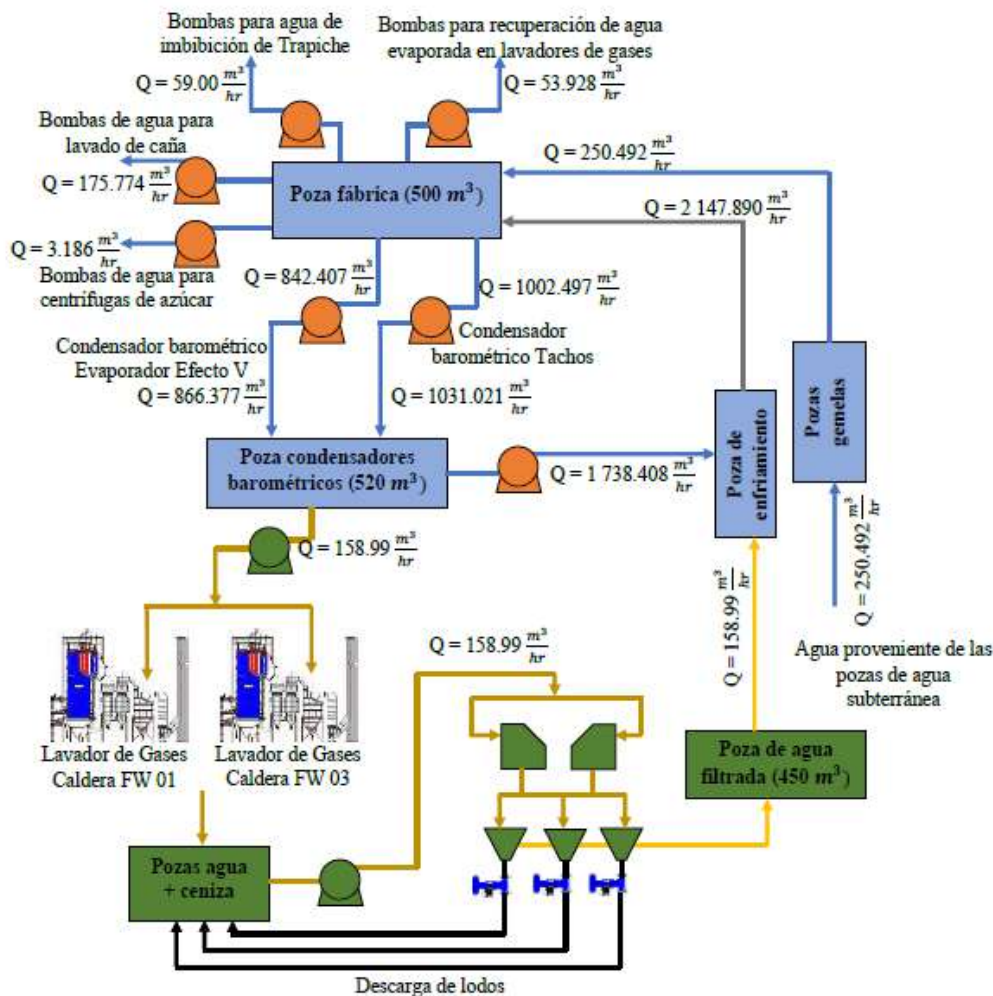 Bombas para agua de
imbibición de Trapiche
Q = 59.00 m³/hr
Bombas para recuperación de agua
evaporada en lavadores de gases
Q = 53.928 m³/hr
Bombas de agua para
lavado de caña
Q = 175.774 m³/hr
Poza fábrica (500 m³)
Q = 250.492 m³/hr
Q = 2 147.890 m³/hr
Q = 3.186 m³/hr
Bombas de agua para
centrífugas de azúcar
Q = 842.407 m³/hr
Q = 1002.497 m³/hr
Condensador barométrico
Evaporador Efecto V
Q = 866.377 m³/hr
Condensador
barométrico Tachos
Q = 1031.021 m³/hr
Poza condensadores
barométricos (520 m³)
Q = 1 738.408 m³/hr
Poza de
enfriamiento
Pozas
gemelas
Q = 158.99 m³/hr
Q = 158.99 m³/hr
Q = 250.492 m³/hr
Agua proveniente de las
pozas de agua
subterránea
Q = 158.99 m³/hr
Lavador de Gases
Caldera FW 01
Lavador de Gases
Caldera FW 03
Poza de agua
filtrada (450 m³)
Pozas agua
+ ceniza
Descarga de lodos